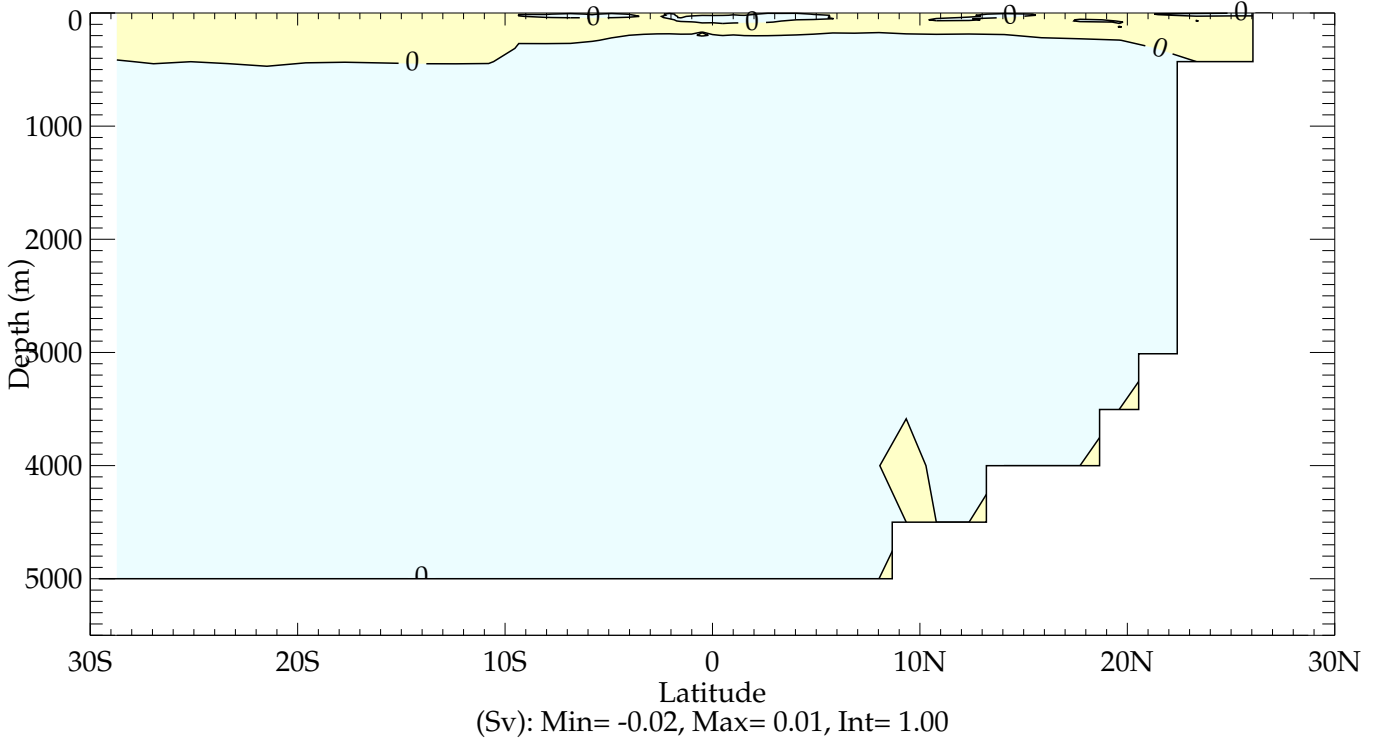 0 0 0 0 0
0 0
1000
2000
Depth (m)
3000
4000
5000 0
30S 20S 10S 0 10N 20N 30N
Latitude
(Sv): Min= -0.02, Max= 0.01, Int= 1.00